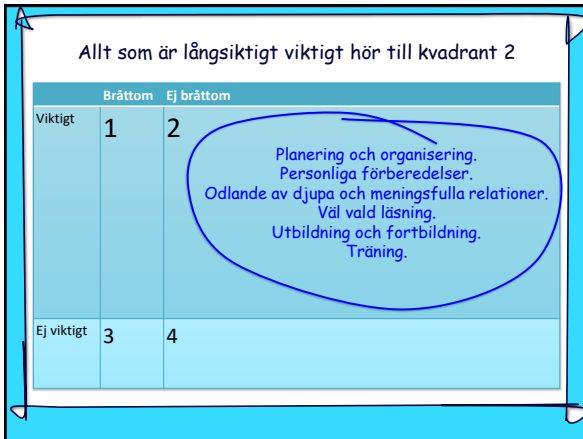 Allt som är långsiktigt viktigt hör till kvadrant 2
Bråttom Ej bråttom
Viktigt 1 2
Planering och organisering.
Personliga förberedelser.
Odlande av djupa och meningsfulla relationer.
Väl vald läsning.
Utbildning och fortbildning.
Träning.
Ej viktigt 3 4